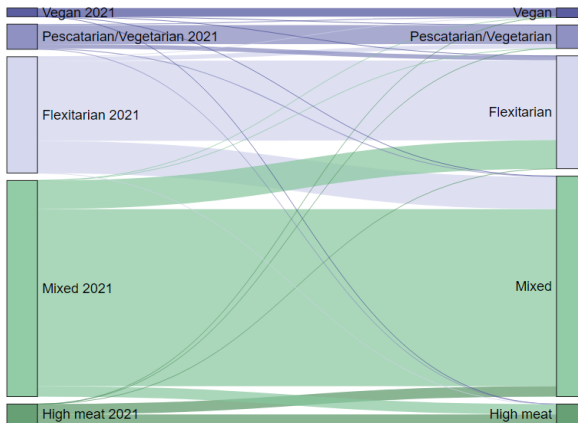 Vegan 2021
Vegan
Pescatarian/Vegetarian 2021
Pescatarian/Vegetarian
Flexitarian 2021
Flexitarian
Mixed 2021
Mixed
High meat 2021
High meat